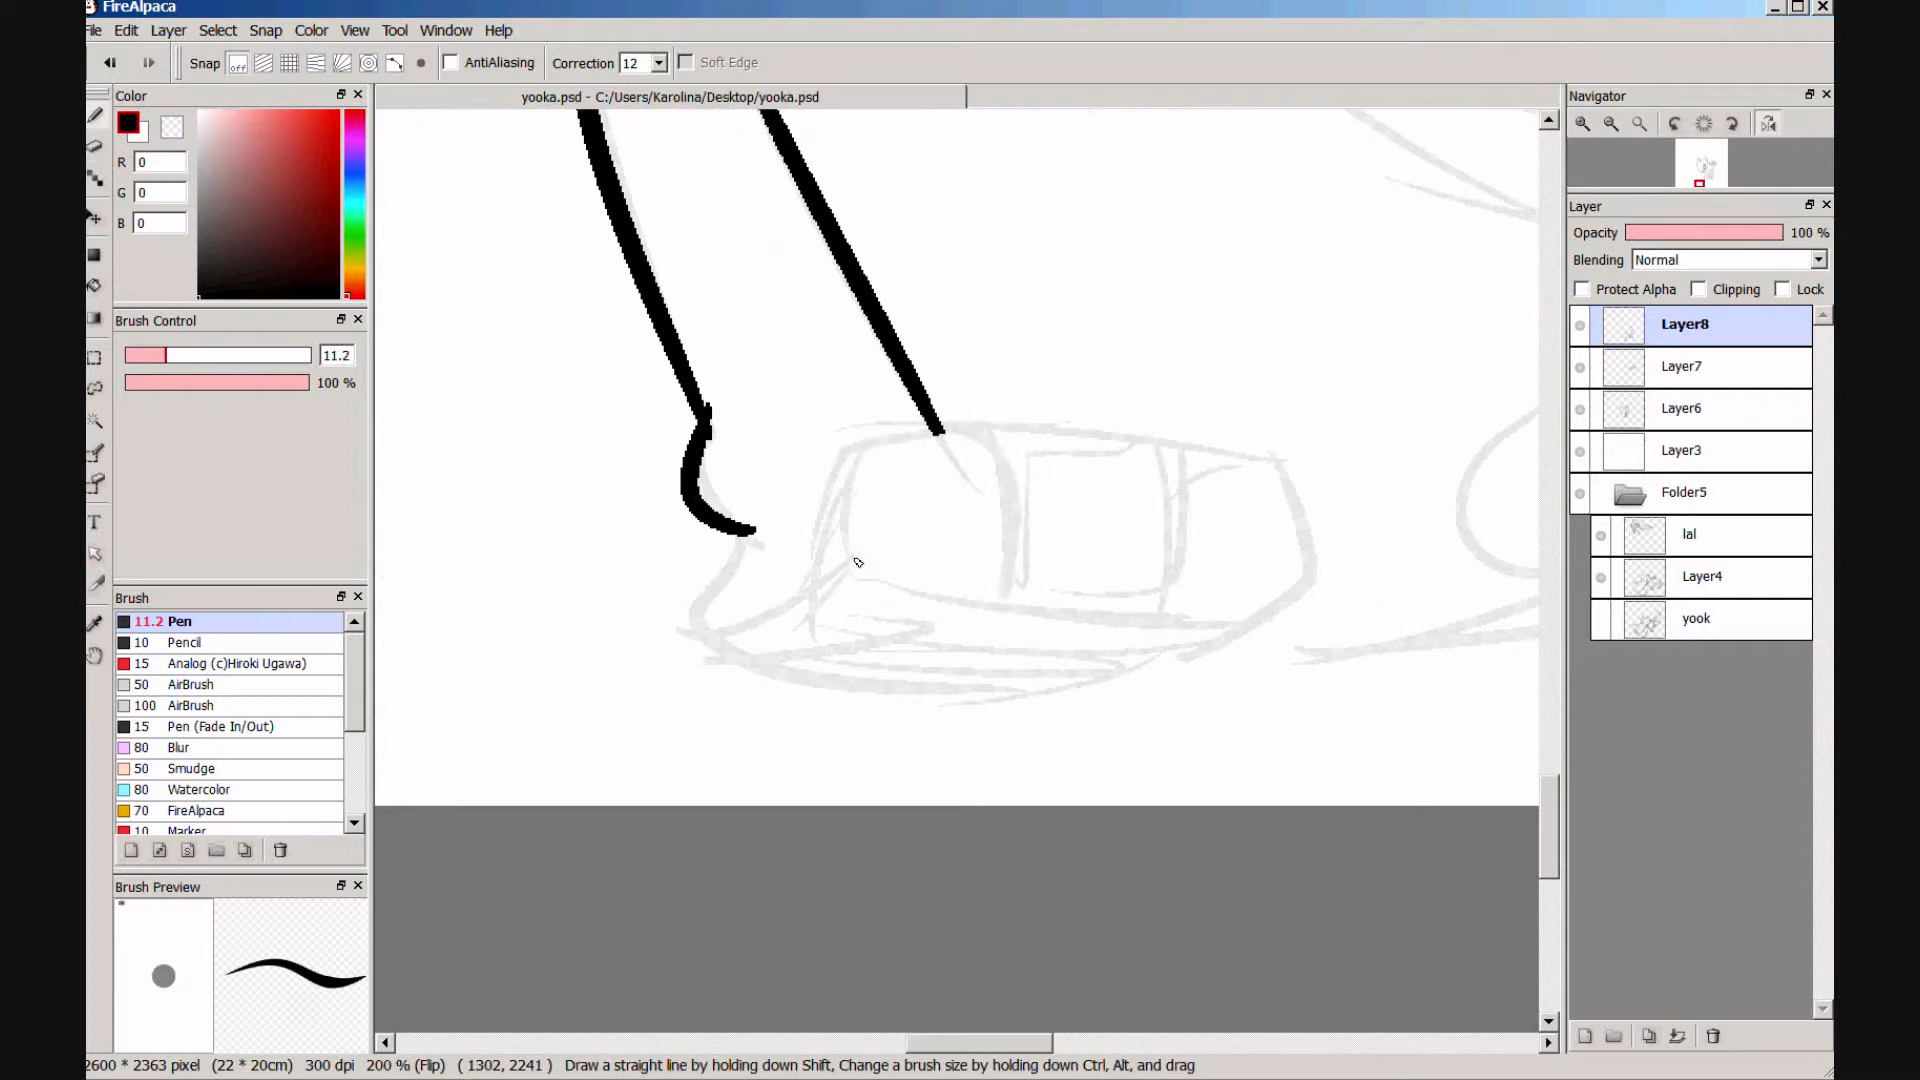 FireAlpaca
File Edit Layer Select Snap Color View Tool Window Help
Snap off AntiAliasing Correction 12 Soft Edge
Color
R 0
G 0
B 0
Brush Control
11.2
100 %
Brush
11.2 Pen
10 Pencil
15 Analog (c)Hiroki Ugawa)
50 AirBrush
100 AirBrush
15 Pen (Fade In/Out)
80 Blur
50 Smudge
80 Watercolor
70 FireAlpaca
10 Marker
Brush Preview
*
yooka.psd - C:/Users/Karolina/Desktop/yooka.psd
Navigator
Layer
Opacity 100 %
Blending Normal
Protect Alpha Clipping Lock
Layer8
Layer7
Layer6
Layer3
Folder5
lal
Layer4
yook
2600 * 2363 pixel (22 * 20cm) 300 dpi 200 % (Flip) ( 1302, 2241 ) Draw a straight line by holding down Shift, Change a brush size by holding down Ctrl, Alt, and drag